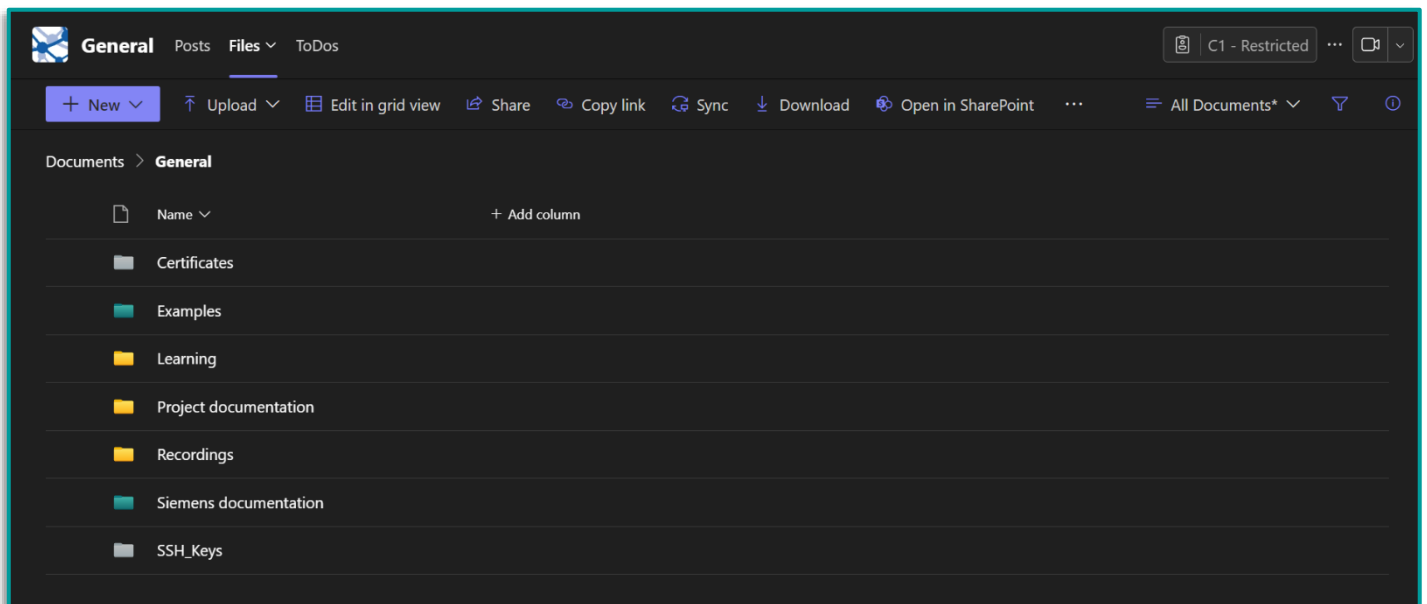 General Posts Files ToDos C1 - Restricted
New Upload Edit in grid view Share Copy link Sync Download Open in SharePoint All Documents*
Documents > General
Name + Add column
Certificates
Examples
Learning
Project documentation
Recordings
Siemens documentation
SSH_Keys